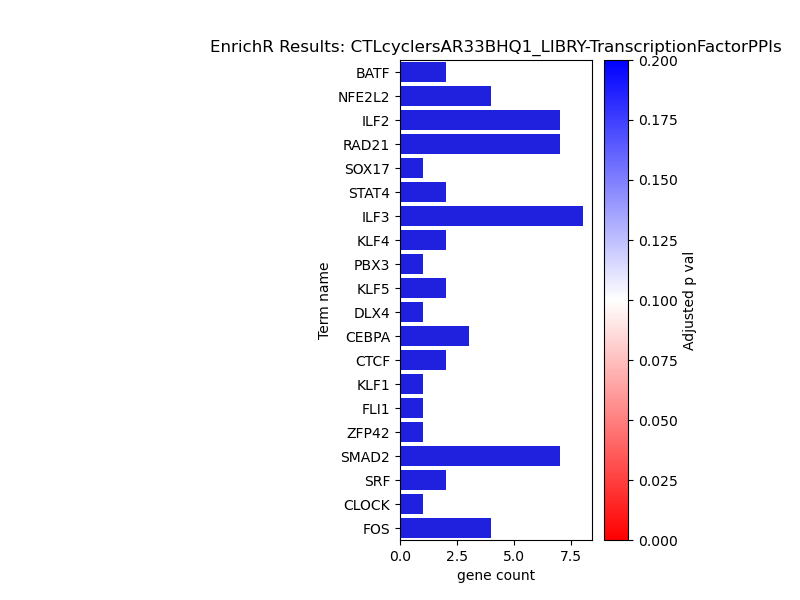 EnrichR Results: CTLcyclersAR33BHQ1_LIBRY-TranscriptionFactorPPIs
BATF
NFE2L2
ILF2
RAD21
SOX17
STAT4
ILF3
KLF4
PBX3
KLF5
DLX4
CEBPA
CTCF
KLF1
FLI1
ZFP42
SMAD2
SRF
CLOCK
FOS
Term name
0.0 2.5 5.0 7.5
gene count
0.200
0.175
0.150
0.125
0.100
0.075
0.050
0.025
0.000
Adjusted p val